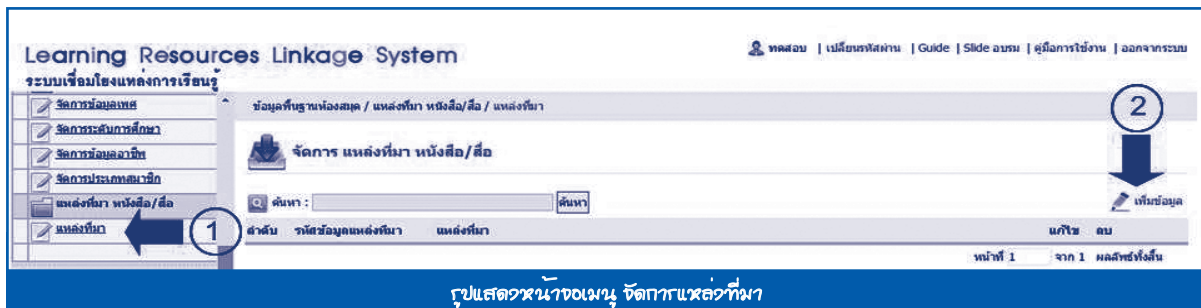 Learning Resources Linkage System
ระบบเชื่อมโยงแหล่งการเรียนรู้
ทดสอบ | เปลี่ยนรหัสผ่าน | Guide | Slide อบรม | คู่มือการใช้งาน | ออกจากระบบ
จัดการข้อมูลเพศ
จัดการระดับการศึกษา
จัดการข้อมูลอาชีพ
จัดการประเภทสมาชิก
แหล่งที่มา หนังสือ/สื่อ
แหล่งที่มา
1
ข้อมูลพื้นฐานห้องสมุด / แหล่งที่มา หนังสือ/สื่อ / แหล่งที่มา
2
จัดการ แหล่งที่มา หนังสือ/สื่อ
ค้นหา : ค้นหา
เพิ่มข้อมูล
ลำดับ รหัสข้อมูลแหล่งที่มา แหล่งที่มา แก้ไข ลบ
หน้าที่ 1 จาก 1 ผลลัพธ์ทั้งสิ้น
รูปแสดงหน้าจอเมนู จัดการแหล่งที่มา